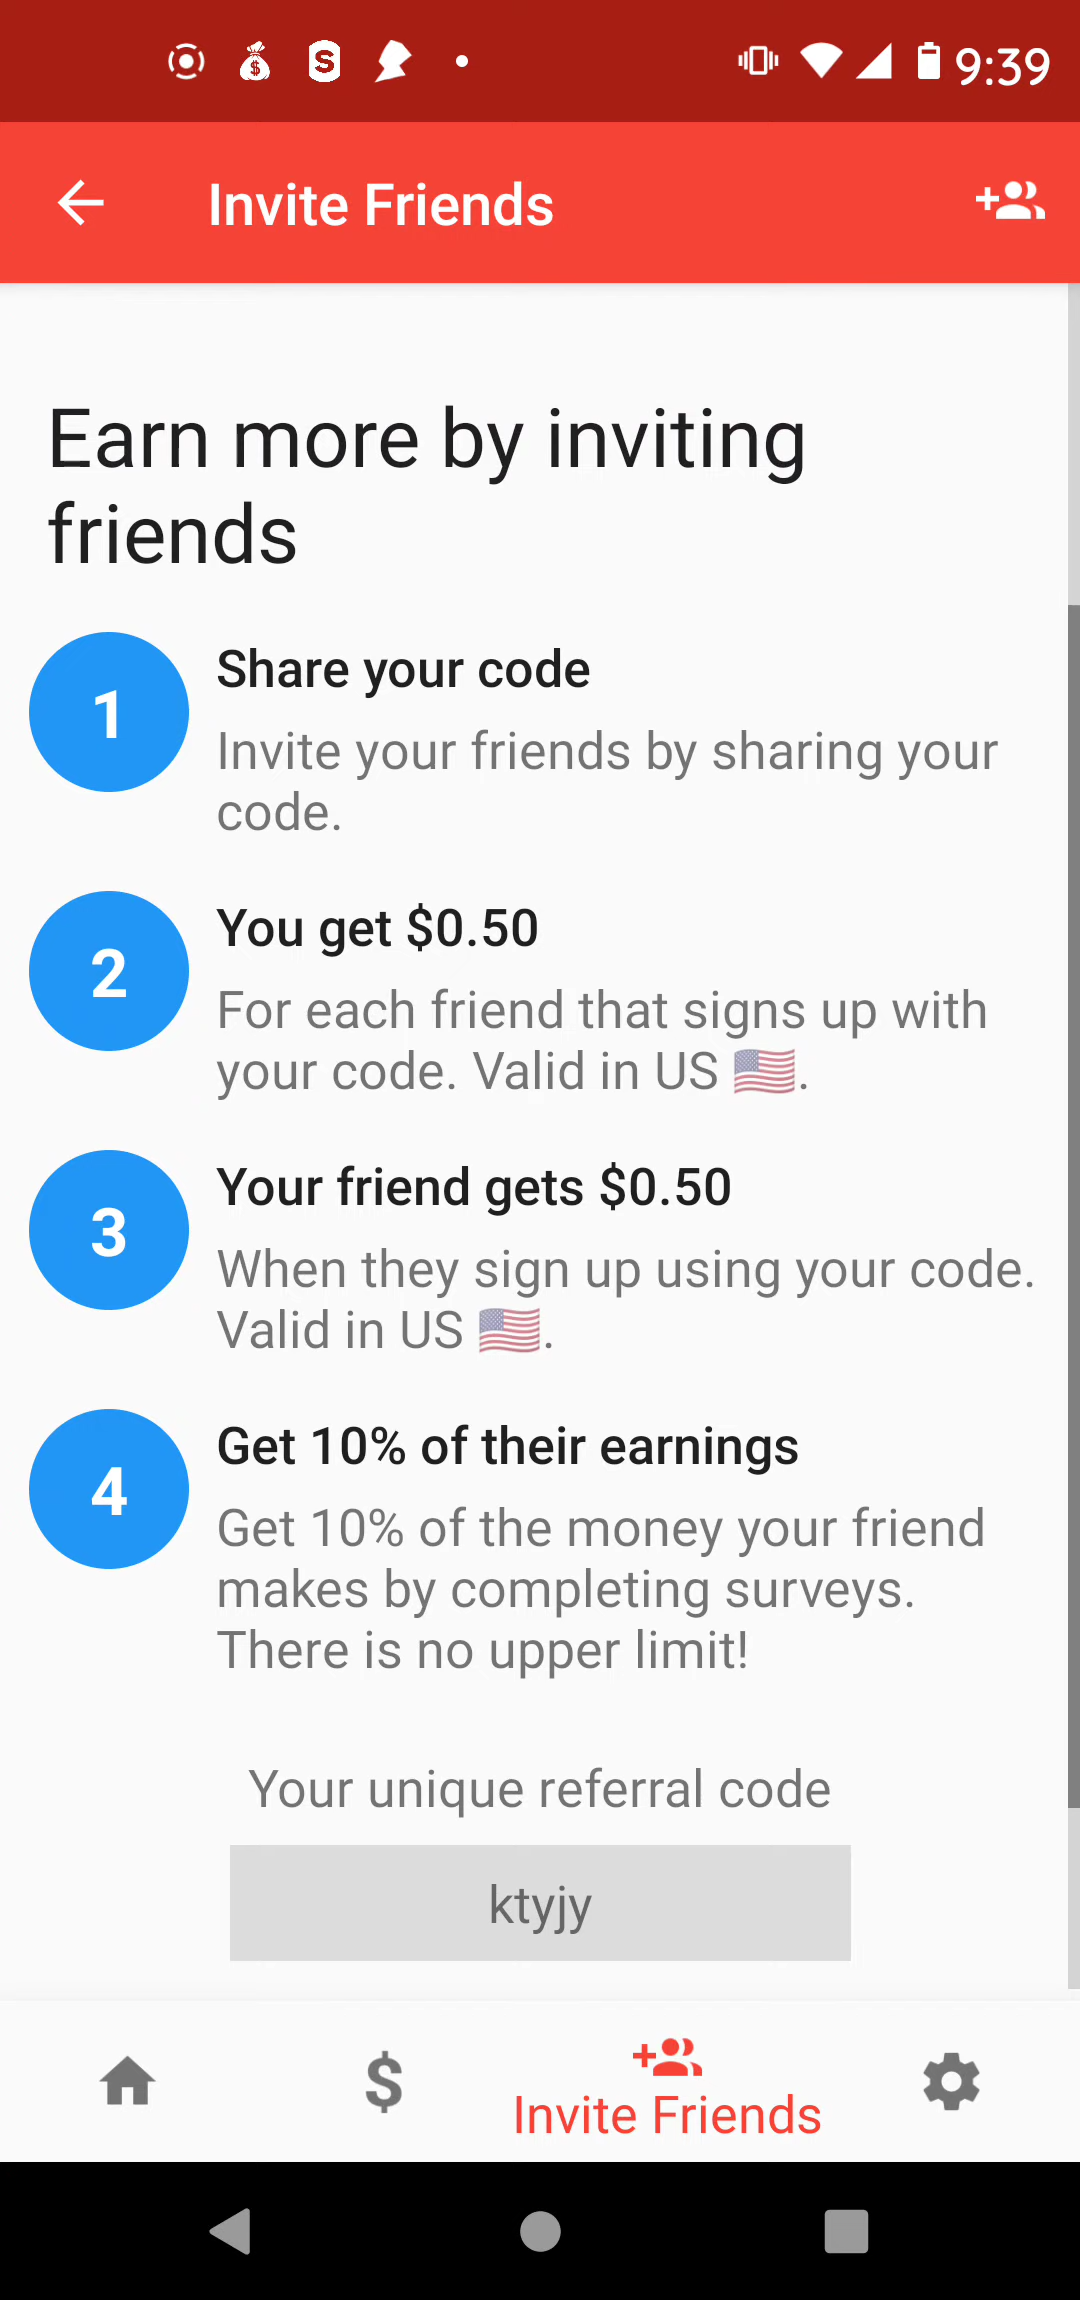 9:39
Invite Friends
Earn more by inviting
friends
1
Share your code
Invite your friends by sharing your
code.
2
You get $0.50
For each friend that signs up with
your code. Valid in US 🇺🇸.
3
Your friend gets $0.50
When they sign up using your code.
Valid in US 🇺🇸.
4
Get 10% of their earnings
Get 10% of the money your friend
makes by completing surveys.
There is no upper limit!
Your unique referral code
ktyjy
Invite Friends